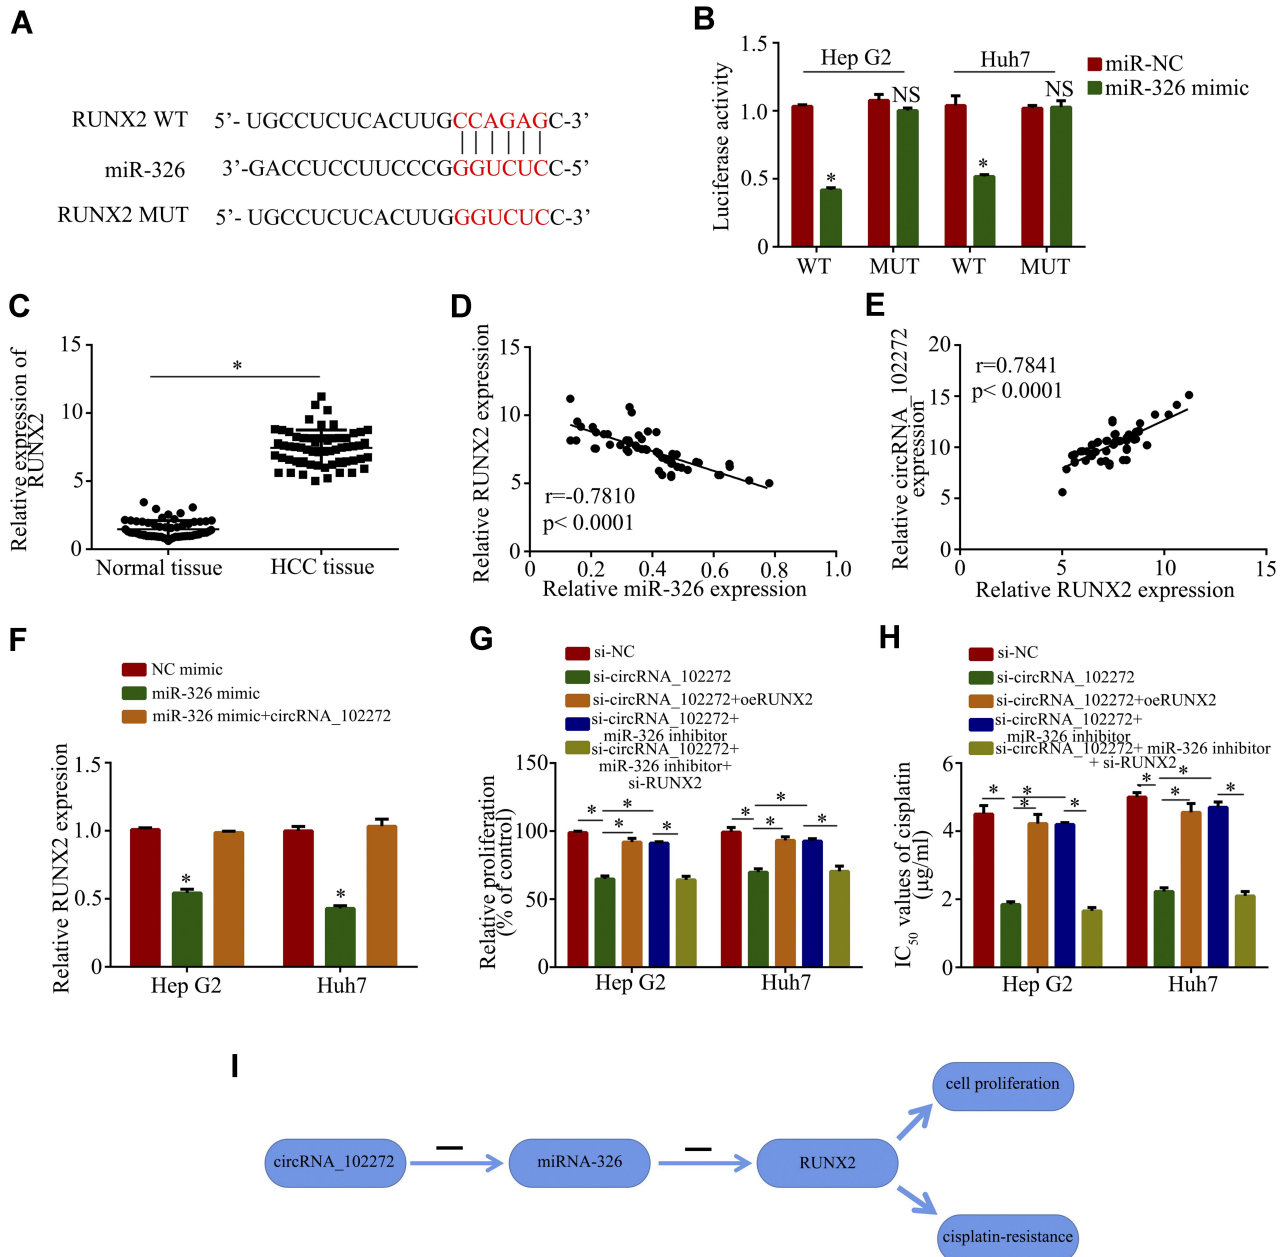 A
RUNX2 WT 5’- UGCCUCUCACUUGCCAGAGC-3’
miR-326 3’-GACCUCCUUCCCGGGUCUCC-5’
RUNX2 MUT 5’- UGCCUCUCACUUGGGUCUCC-3’
B
Luciferase activity
1.5
1.0
0.5
0
Hep G2
Huh7
* NS * NS
WT MUT WT MUT
miR-NC
miR-326 mimic
C
Relative expression of
RUNX2
15
10
5
0
*
Normal tissue HCC tissue
D
Relative RUNX2 expression
15
10
5
0
r=-0.7810
p< 0.0001
0 0.2 0.4 0.6 0.8 1.0
Relative miR-326 expression
E
Relative circRNA_102272
expression
20
15
10
5
0
r=0.7841
p< 0.0001
0 5 10 15
Relative RUNX2 expression
F
NC mimic
miR-326 mimic
miR-326 mimic+circRNA_102272
Relative RUNX2 expresion
1.5
1.0
0.5
0
* *
Hep G2 Huh7
G
si-NC
si-circRNA_102272
si-circRNA_102272+oeRUNX2
si-circRNA_102272+
miR-326 inhibitor
si-circRNA_102272+
miR-326 inhibitor+
si-RUNX2
Relative proliferation
(% of control)
150
100
50
0
* * * * * * * *
Hep G2 Huh7
H
si-NC
si-circRNA_102272
si-circRNA_102272+oeRUNX2
si-circRNA_102272+
miR-326 inhibitor
si-circRNA_102272+ miR-326 inhibitor
+ si-RUNX2
IC50 values of cisplatin
(µg/ml)
6
4
2
0
* * * * * * * *
Hep G2 Huh7
I
circRNA_102272
miRNA-326
RUNX2
cell proliferation
cisplatin-resistance